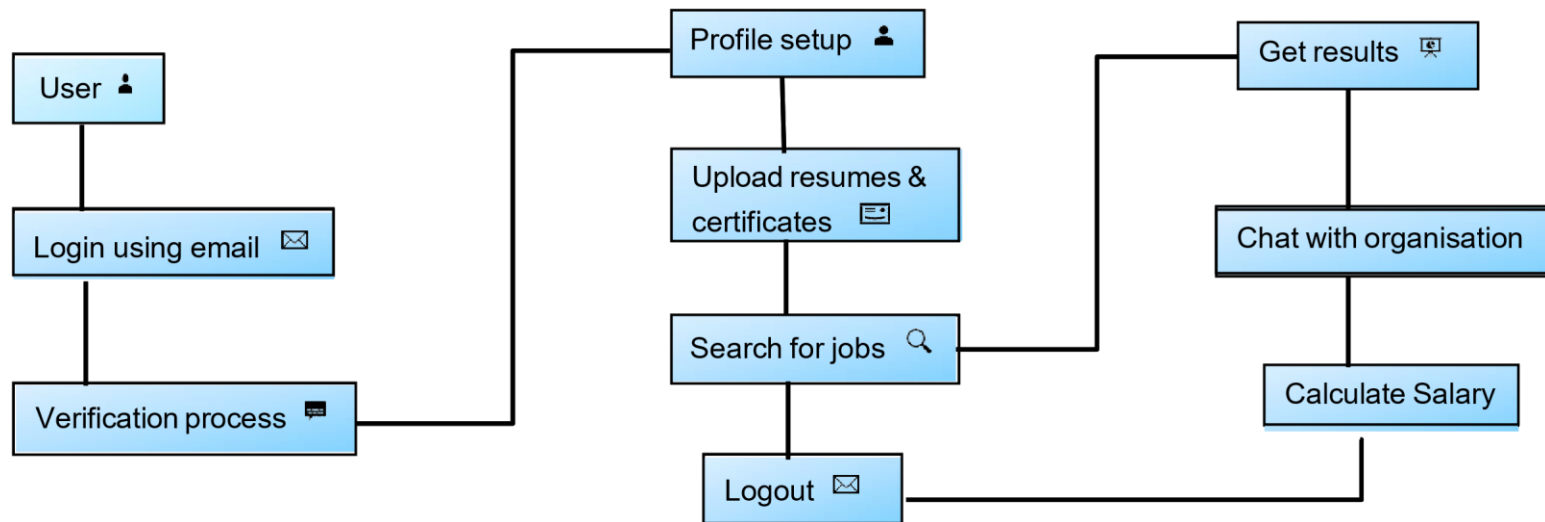 User
Login using email
Verification process
Profile setup
Upload resumes &
certificates
Search for jobs
Logout
Get results
Chat with organisation
Calculate Salary